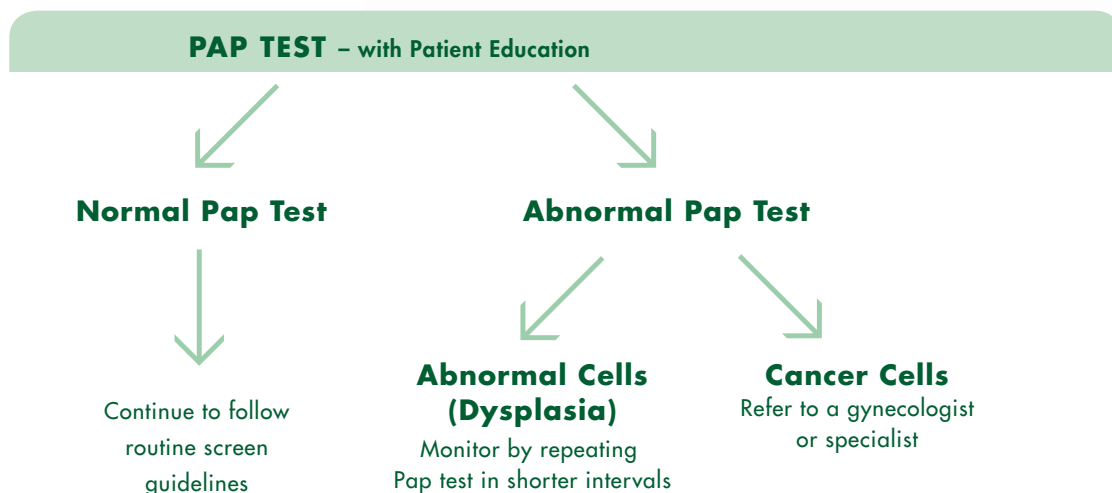 PAP TEST – with Patient Education
Normal Pap Test
Abnormal Pap Test
Continue to follow
routine screen
guidelines
Abnormal Cells
(Dysplasia)
Monitor by repeating
Pap test in shorter intervals
Cancer Cells
Refer to a gynecologist
or specialist